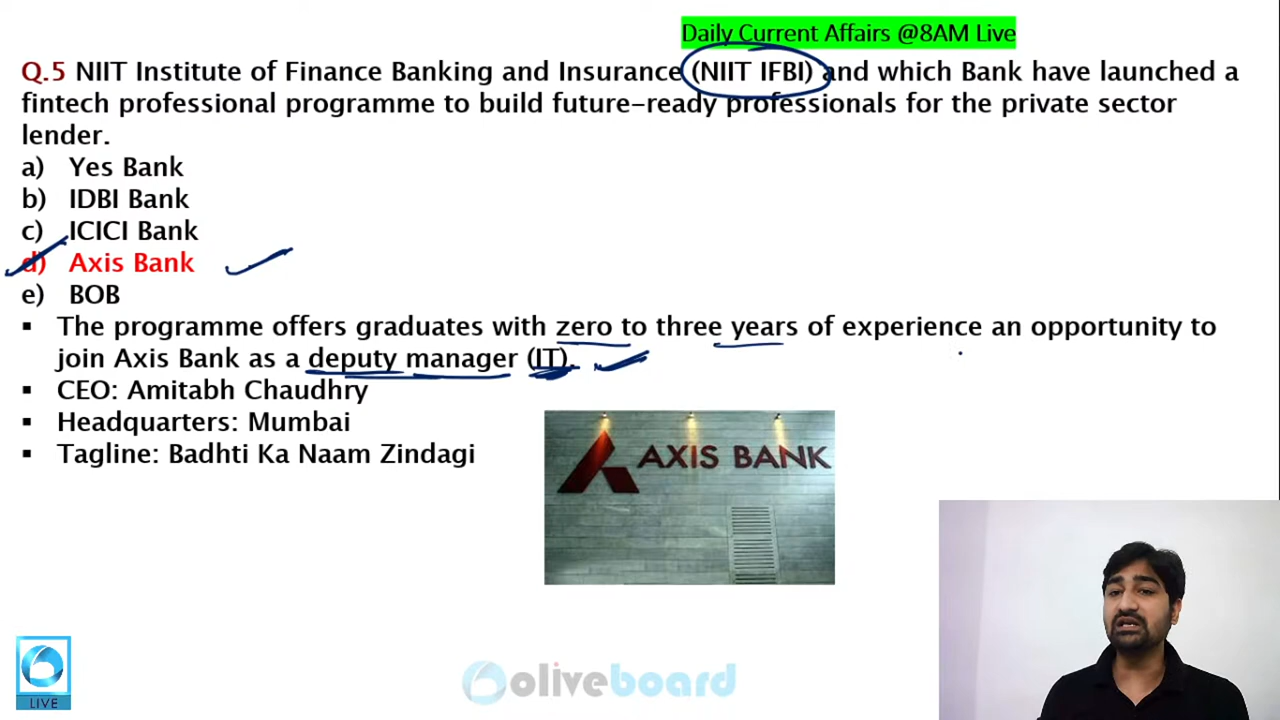 Daily Current Affairs @8AM Live
Q.5 NIIT Institute of Finance Banking and Insurance (NIIT IFBI) and which Bank have launched a
fintech professional programme to build future-ready professionals for the private sector
lender.
a) Yes Bank
b) IDBI Bank
c) ICICI Bank
d) Axis Bank
e) BOB
▪ The programme offers graduates with zero to three years of experience an opportunity to
join Axis Bank as a deputy manager (IT).
▪ CEO: Amitabh Chaudhry
▪ Headquarters: Mumbai
▪ Tagline: Badhti Ka Naam Zindagi
AXIS BANK
LIVE
oliveboard